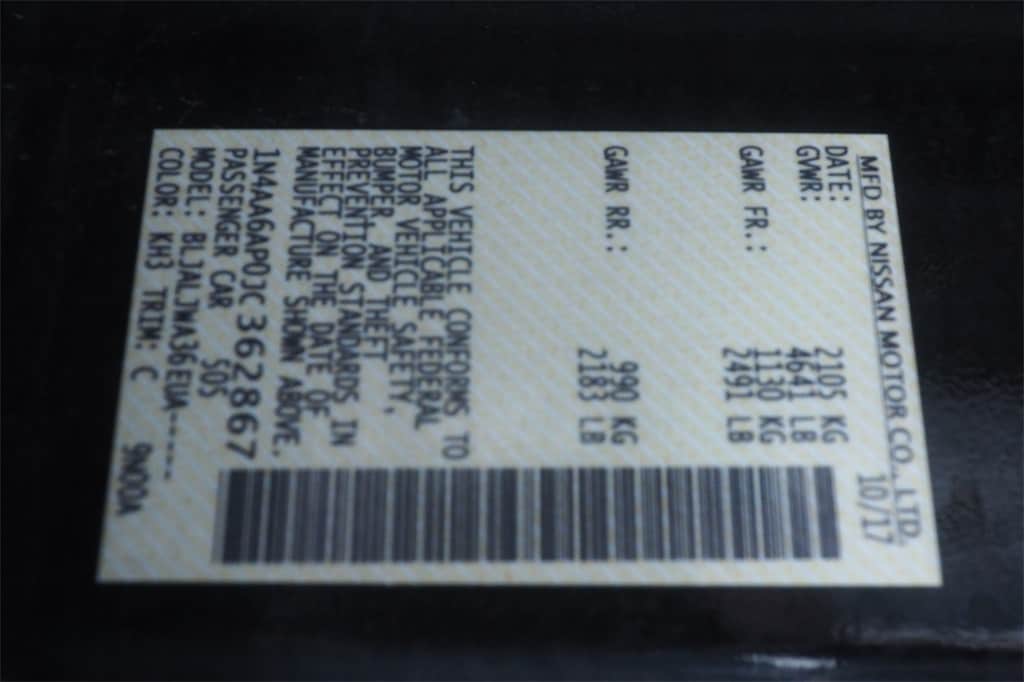 MFD BY NISSAN MOTOR CO., LTD.
DATE: 10/17
GVWR: 2105 KG
4641 LB
GAWR FR.: 1130 KG
2491 LB
GAWR RR.: 990 KG
2183 LB
THIS VEHICLE CONFORMS TO
ALL APPLICABLE FEDERAL
MOTOR VEHICLE SAFETY,
BUMPER, AND THEFT
PREVENTION STANDARDS IN
EFFECT ON THE DATE OF
MANUFACTURE SHOWN ABOVE.
1N4AA6AP0JC362867
PASSENGER CAR S05
MODEL: BLJALJWA36EUA-----
COLOR: KH3 TRIM: C 9N00A